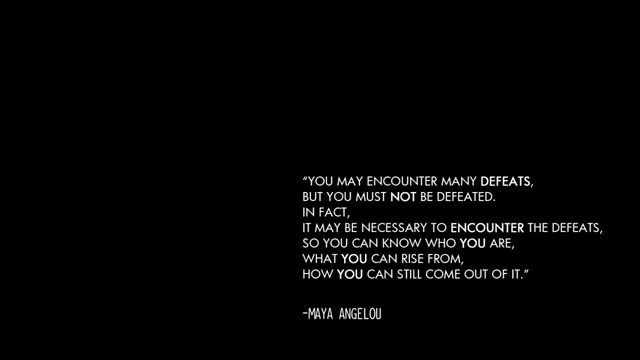 “YOU MAY ENCOUNTER MANY DEFEATS,
BUT YOU MUST NOT BE DEFEATED.
IN FACT,
IT MAY BE NECESSARY TO ENCOUNTER THE DEFEATS,
SO YOU CAN KNOW WHO YOU ARE,
WHAT YOU CAN RISE FROM,
HOW YOU CAN STILL COME OUT OF IT.”
-MAYA ANGELOU